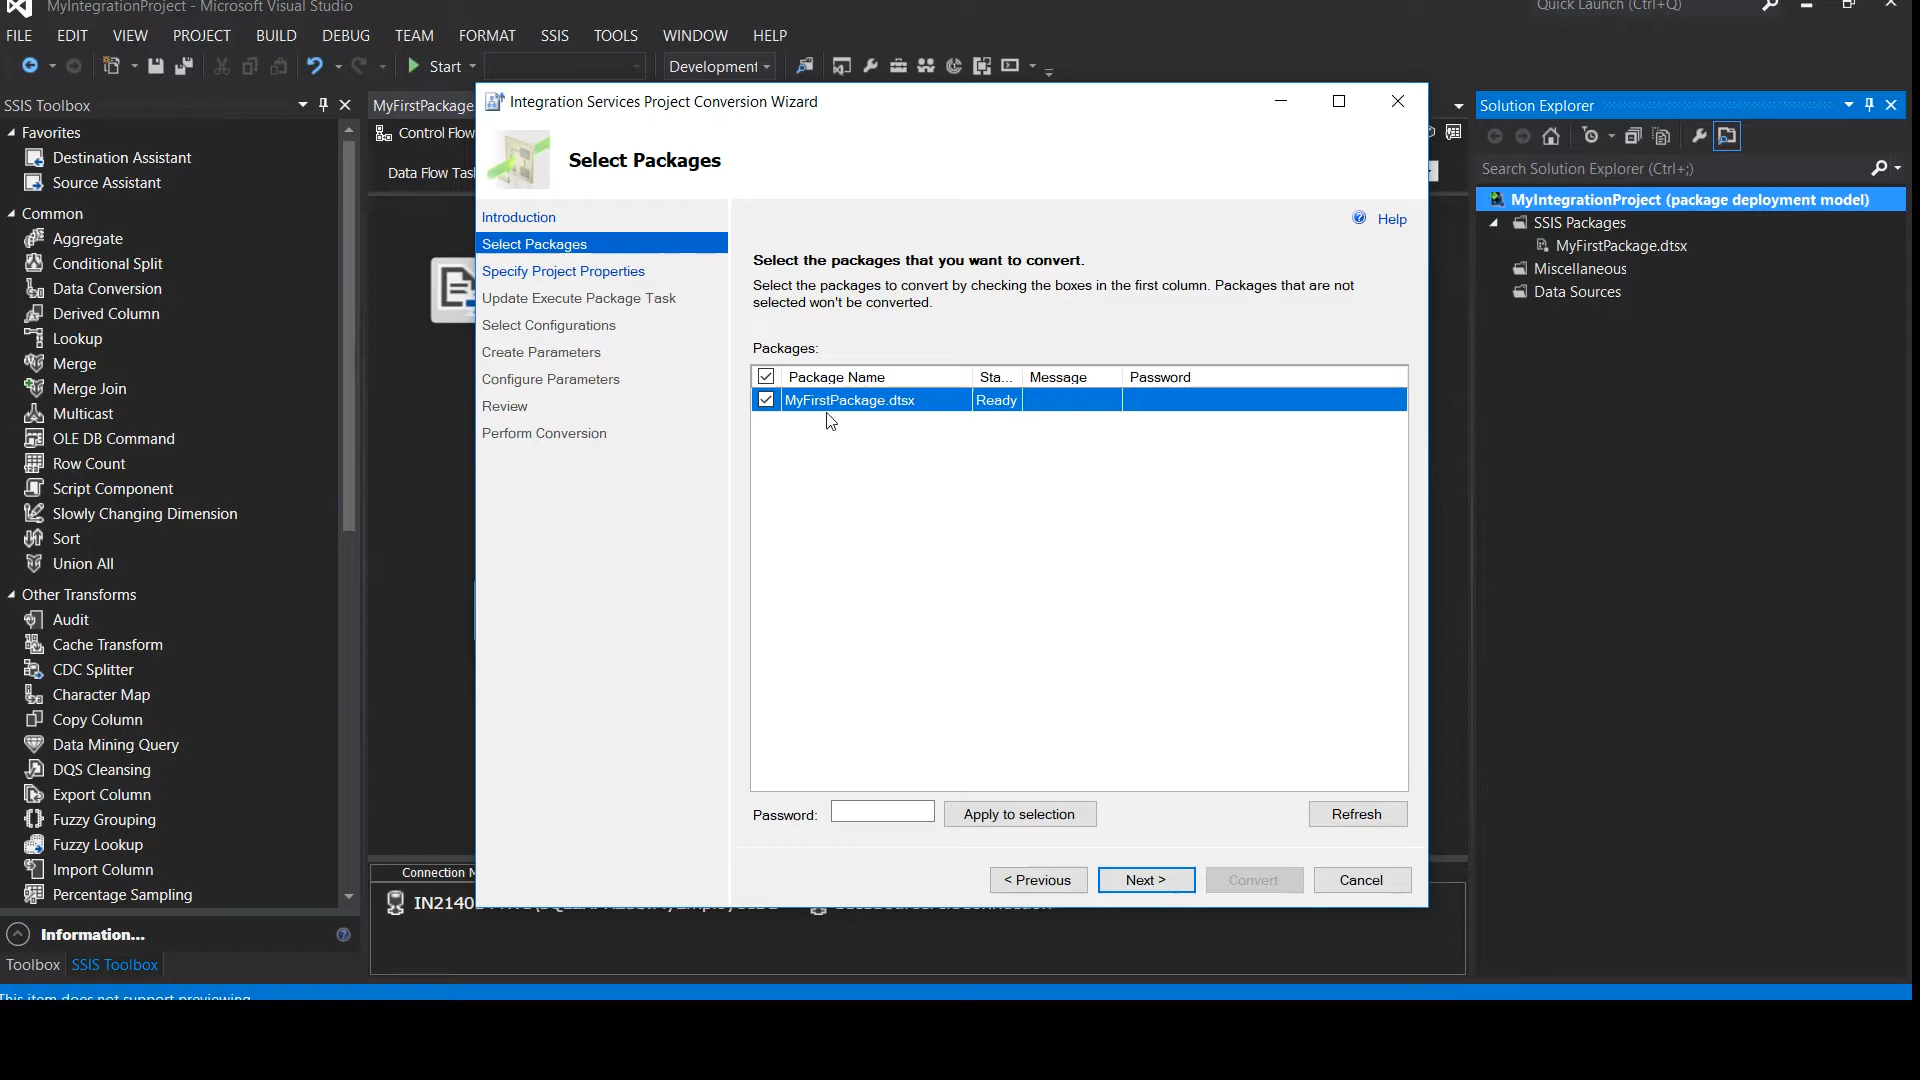 MyIntegrationProject - Microsoft Visual Studio
Quick Launch (Ctrl+Q)
FILE EDIT VIEW PROJECT BUILD DEBUG TEAM FORMAT SSIS TOOLS WINDOW HELP
Start
Development
SSIS Toolbox
Favorites
Destination Assistant
Source Assistant
Common
Aggregate
Conditional Split
Data Conversion
Derived Column
Lookup
Merge
Merge Join
Multicast
OLE DB Command
Row Count
Script Component
Slowly Changing Dimension
Sort
Union All
Other Transforms
Audit
Cache Transform
CDC Splitter
Character Map
Copy Column
Data Mining Query
DQS Cleansing
Export Column
Fuzzy Grouping
Fuzzy Lookup
Import Column
Percentage Sampling
Information...
Toolbox SSIS Toolbox
This item does not support previewing
MyFirstPackage
Control Flow
Data Flow Tas
Connection M
Integration Services Project Conversion Wizard
Select Packages
Introduction
Select Packages
Specify Project Properties
Update Execute Package Task
Select Configurations
Create Parameters
Configure Parameters
Review
Perform Conversion
Help
Select the packages that you want to convert.
Select the packages to convert by checking the boxes in the first column. Packages that are not
selected won't be converted.
Packages:
Package Name Sta... Message Password
MyFirstPackage.dtsx Ready
Password: Apply to selection Refresh
< Previous Next > Convert Cancel
Solution Explorer
Search Solution Explorer (Ctrl+;)
MyIntegrationProject (package deployment model)
SSIS Packages
MyFirstPackage.dtsx
Miscellaneous
Data Sources